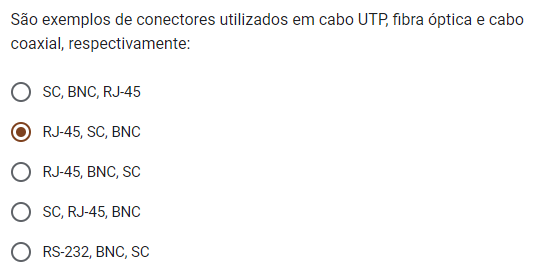 São exemplos de conectores utilizados em cabo UTP, fibra óptica e cabo
coaxial, respectivamente:
SC, BNC, RJ-45
RJ-45, SC, BNC
RJ-45, BNC, SC
SC, RJ-45, BNC
RS-232, BNC, SC